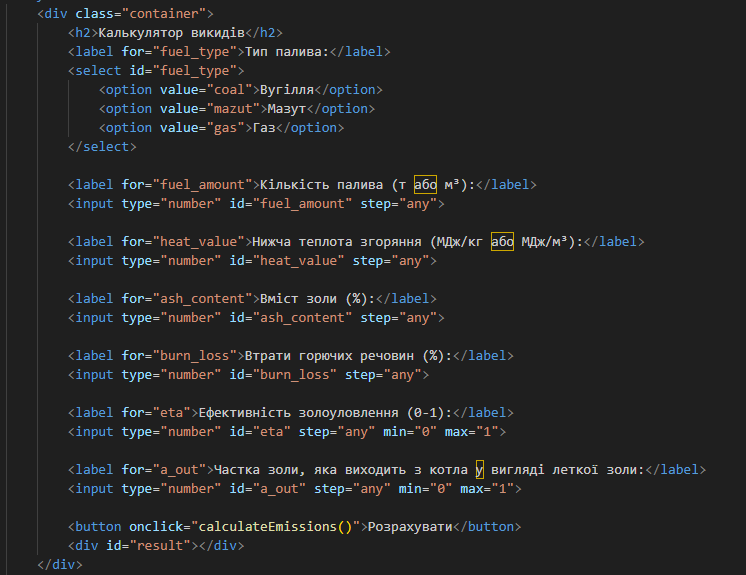 <div class="container">
<h2>Калькулятор викидів</h2>
<label for="fuel_type">Тип палива:</label>
<select id="fuel_type">
<option value="coal">Вугілля</option>
<option value="mazut">Мазут</option>
<option value="gas">Газ</option>
</select>
<label for="fuel_amount">Кількість палива (т або м³):</label>
<input type="number" id="fuel_amount" step="any">
<label for="heat_value">Нижча теплота згоряння (МДж/кг або МДж/м³):</label>
<input type="number" id="heat_value" step="any">
<label for="ash_content">Вміст золи (%):</label>
<input type="number" id="ash_content" step="any">
<label for="burn_loss">Втрати горючих речовин (%):</label>
<input type="number" id="burn_loss" step="any">
<label for="eta">Ефективність золоуловлення (0-1):</label>
<input type="number" id="eta" step="any" min="0" max="1">
<label for="a_out">Частка золи, яка виходить з котла у вигляді леткої золи:</label>
<input type="number" id="a_out" step="any" min="0" max="1">
<button onclick="calculateEmissions()">Розрахувати</button>
<div id="result"></div>
</div>